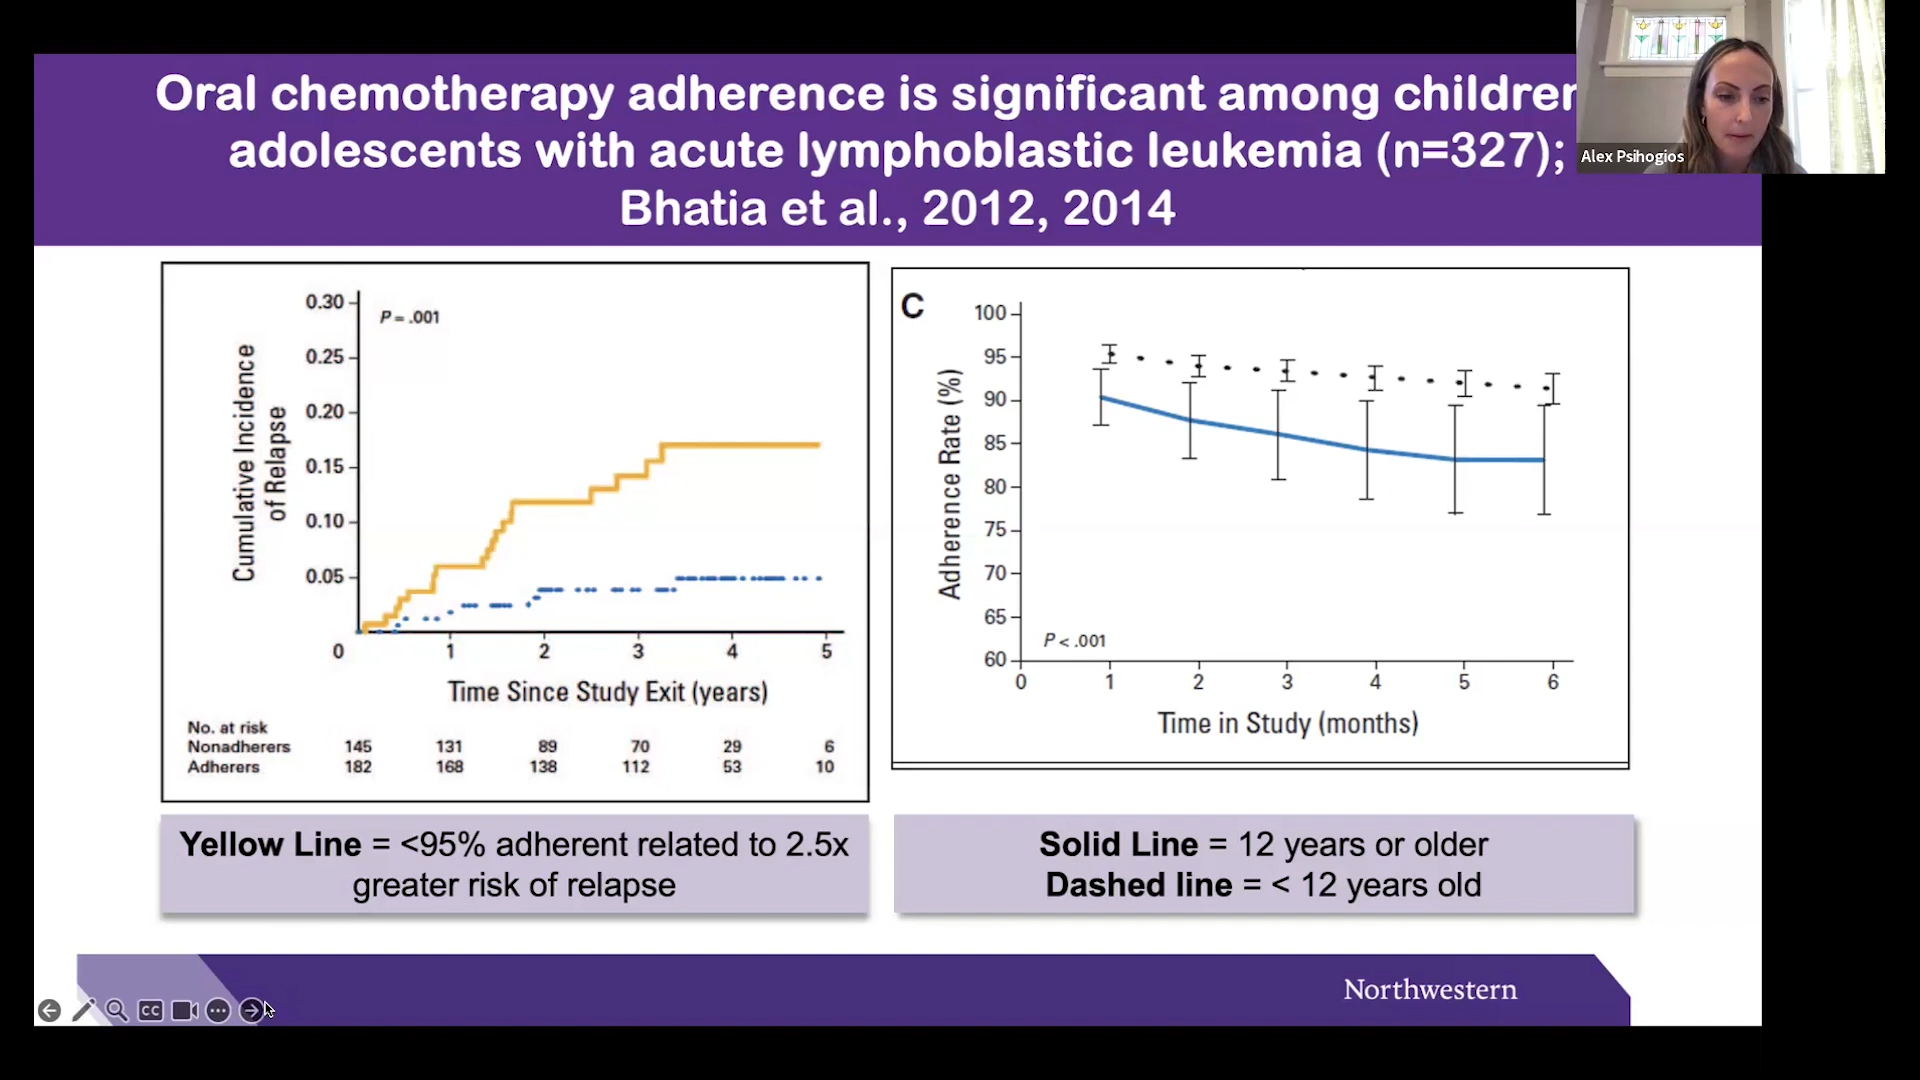 Oral chemotherapy adherence is significant among children
adolescents with acute lymphoblastic leukemia (n=327);
Bhatia et al., 2012, 2014
Alex Psihogios
0.30
0.25
0.20
0.15
0.10
0.05
P = .001
Cumulative Incidence
of Relapse
0 1 2 3 4 5
Time Since Study Exit (years)
No. at risk
Nonadherers 145 131 89 70 29 6
Adherers 182 168 138 112 53 10
C
100
95
90
85
80
75
70
65
60
Adherence Rate (%)
P < .001
0 1 2 3 4 5 6
Time in Study (months)
Yellow Line = <95% adherent related to 2.5x
greater risk of relapse
Solid Line = 12 years or older
Dashed line = < 12 years old
Northwestern
CC